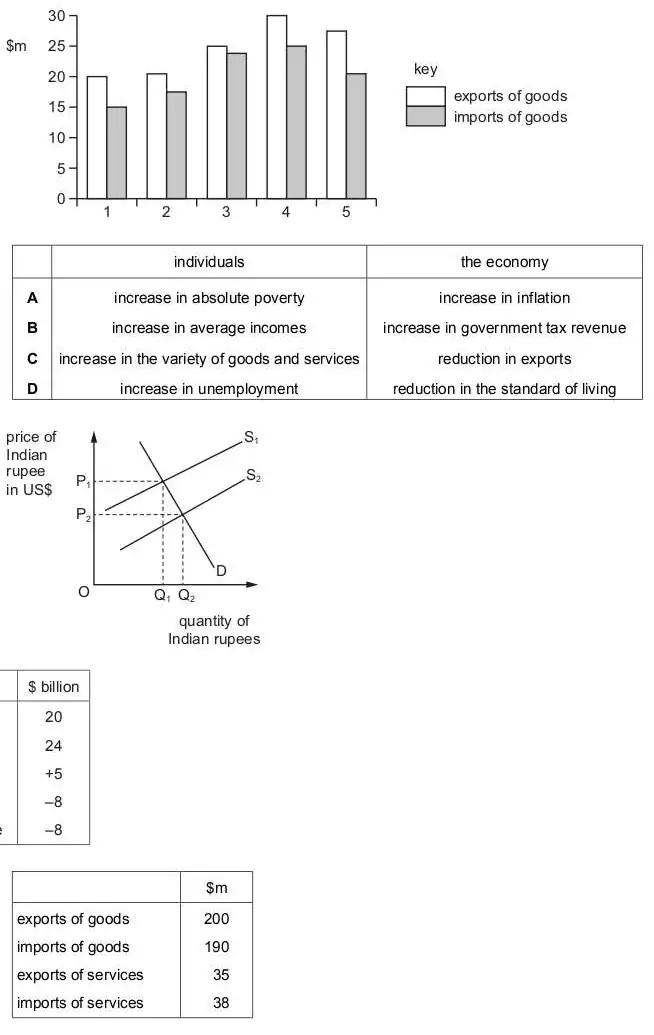 30
$m 25
20
15
10
5
0
1 2 3 4 5
key
exports of goods
imports of goods
individuals the economy
A increase in absolute poverty increase in inflation
B increase in average incomes increase in government tax revenue
C increase in the variety of goods and services reduction in exports
D increase in unemployment reduction in the standard of living
price of
Indian
rupee
in US$
S1
S2
P1
P2
D
O Q1 Q2
quantity of
Indian rupees
$ billion
20
24
+5
–8
e –8
$m
exports of goods 200
imports of goods 190
exports of services 35
imports of services 38